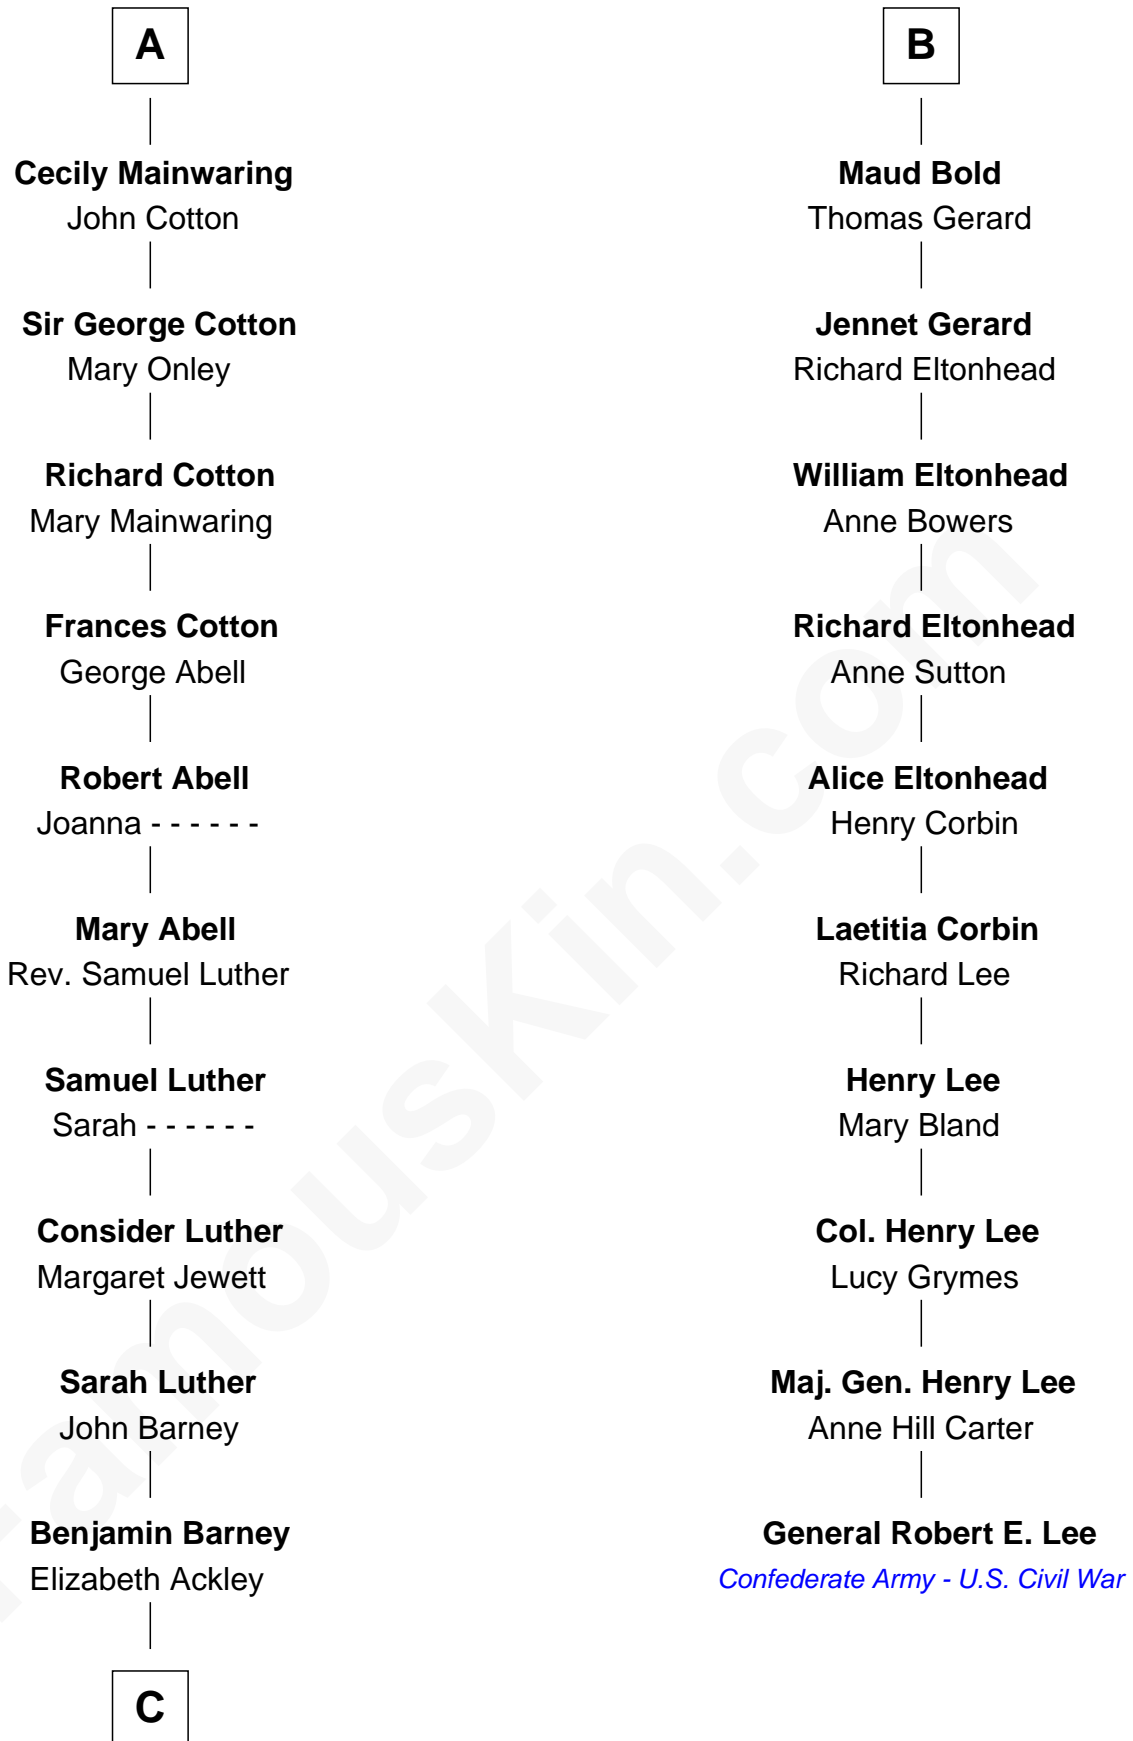 A
Cecily Mainwaring
John Cotton
Sir George Cotton
Mary Onley
Richard Cotton
Mary Mainwaring
Frances Cotton
George Abell
Robert Abell
Joanna - - - - - -
Mary Abell
Rev. Samuel Luther
Samuel Luther
Sarah - - - - - -
Consider Luther
Margaret Jewett
Sarah Luther
John Barney
Benjamin Barney
Elizabeth Ackley
C
B
Maud Bold
Thomas Gerard
Jennet Gerard
Richard Eltonhead
William Eltonhead
Anne Bowers
Richard Eltonhead
Anne Sutton
Alice Eltonhead
Henry Corbin
Laetitia Corbin
Richard Lee
Henry Lee
Mary Bland
Col. Henry Lee
Lucy Grymes
Maj. Gen. Henry Lee
Anne Hill Carter
General Robert E. Lee
Confederate Army - U.S. Civil War
FamousKin.com